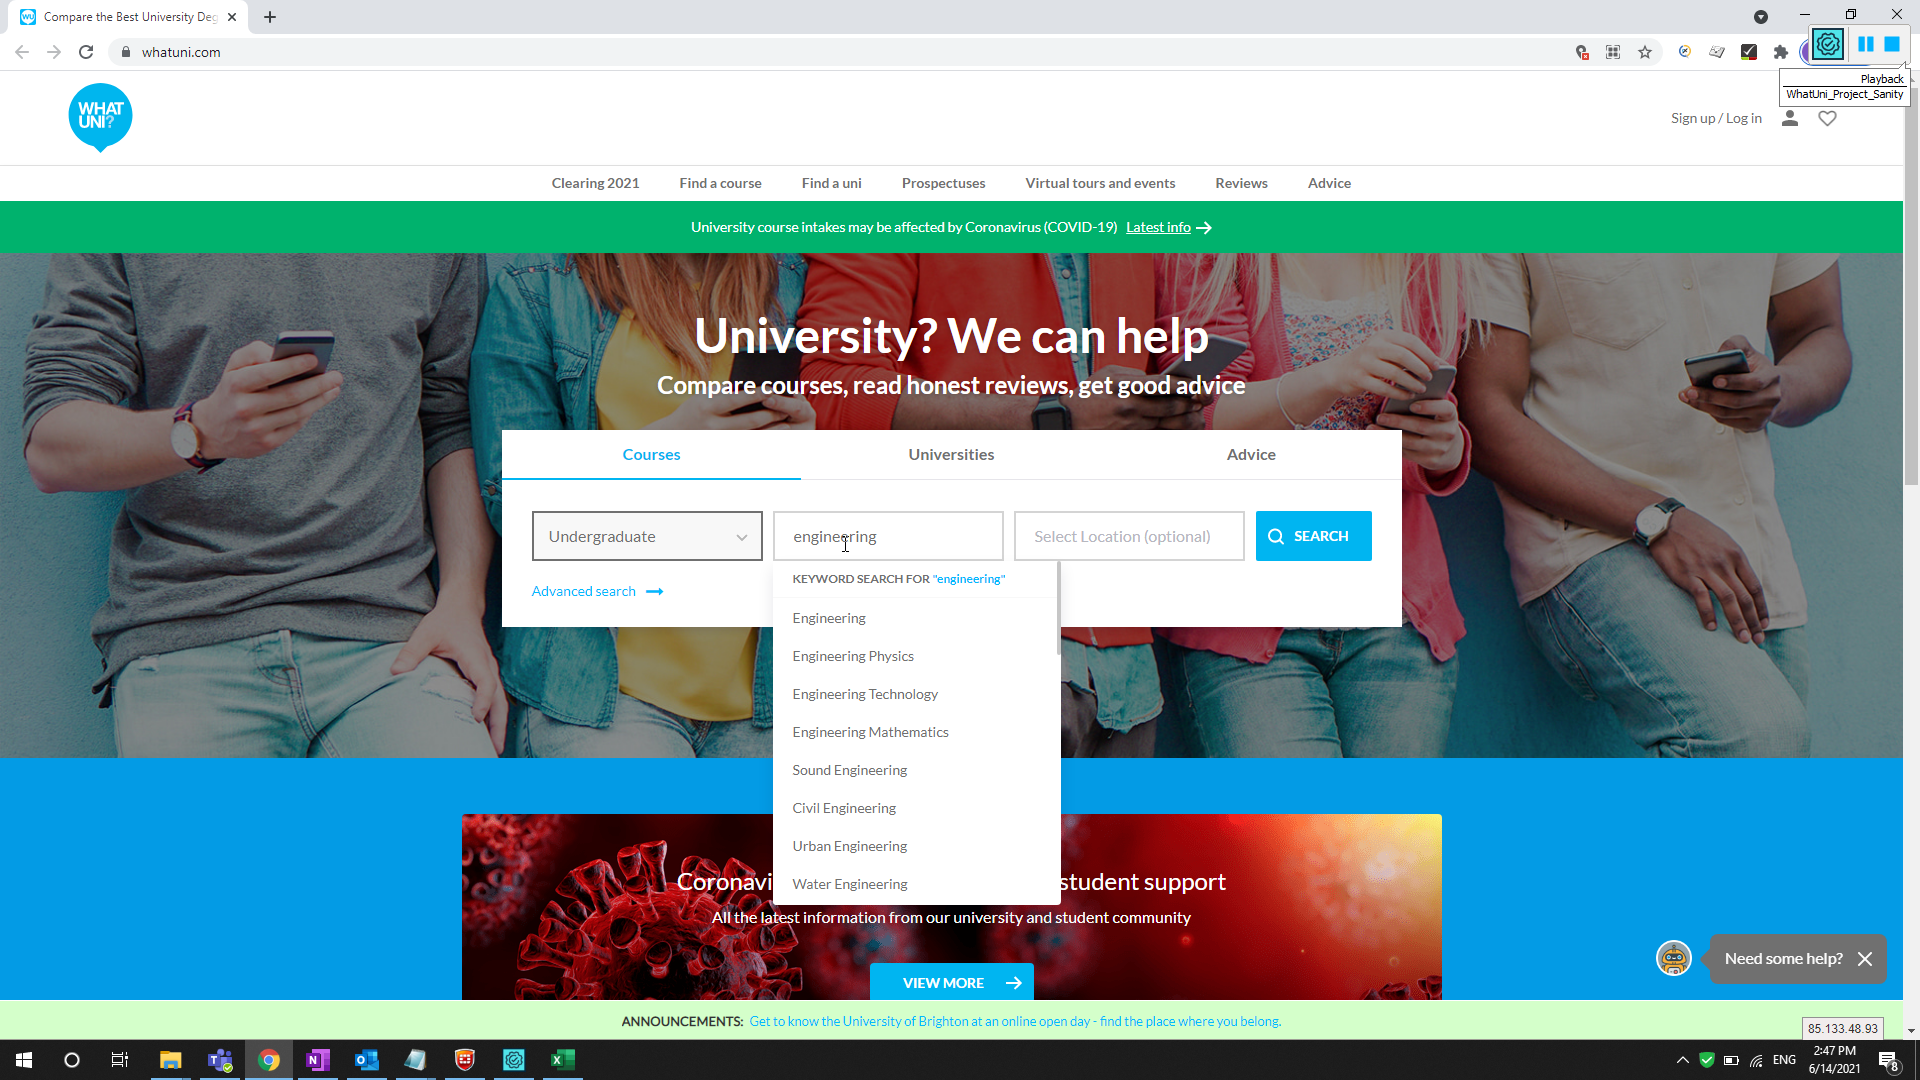 Compare the Best University Deg
whatuni.com
Playback
WhatUni_Project_Sanity
WHAT
UNI?
Sign up / Log in
Clearing 2021
Find a course
Find a uni
Prospectuses
Virtual tours and events
Reviews
Advice
University course intakes may be affected by Coronavirus (COVID-19) Latest info
University? We can help
Compare courses, read honest reviews, get good advice
Courses
Universities
Advice
Undergraduate
engineering
Select Location (optional)
SEARCH
Advanced search
KEYWORD SEARCH FOR "engineering"
Engineering
Engineering Physics
Engineering Technology
Engineering Mathematics
Sound Engineering
Civil Engineering
Urban Engineering
Water Engineering
Coronavi
student support
All the latest information from our university and student community
VIEW MORE
Need some help?
ANNOUNCEMENTS: Get to know the University of Brighton at an online open day - find the place where you belong.
85.133.48.93
ENG
2:47 PM
6/14/2021
8